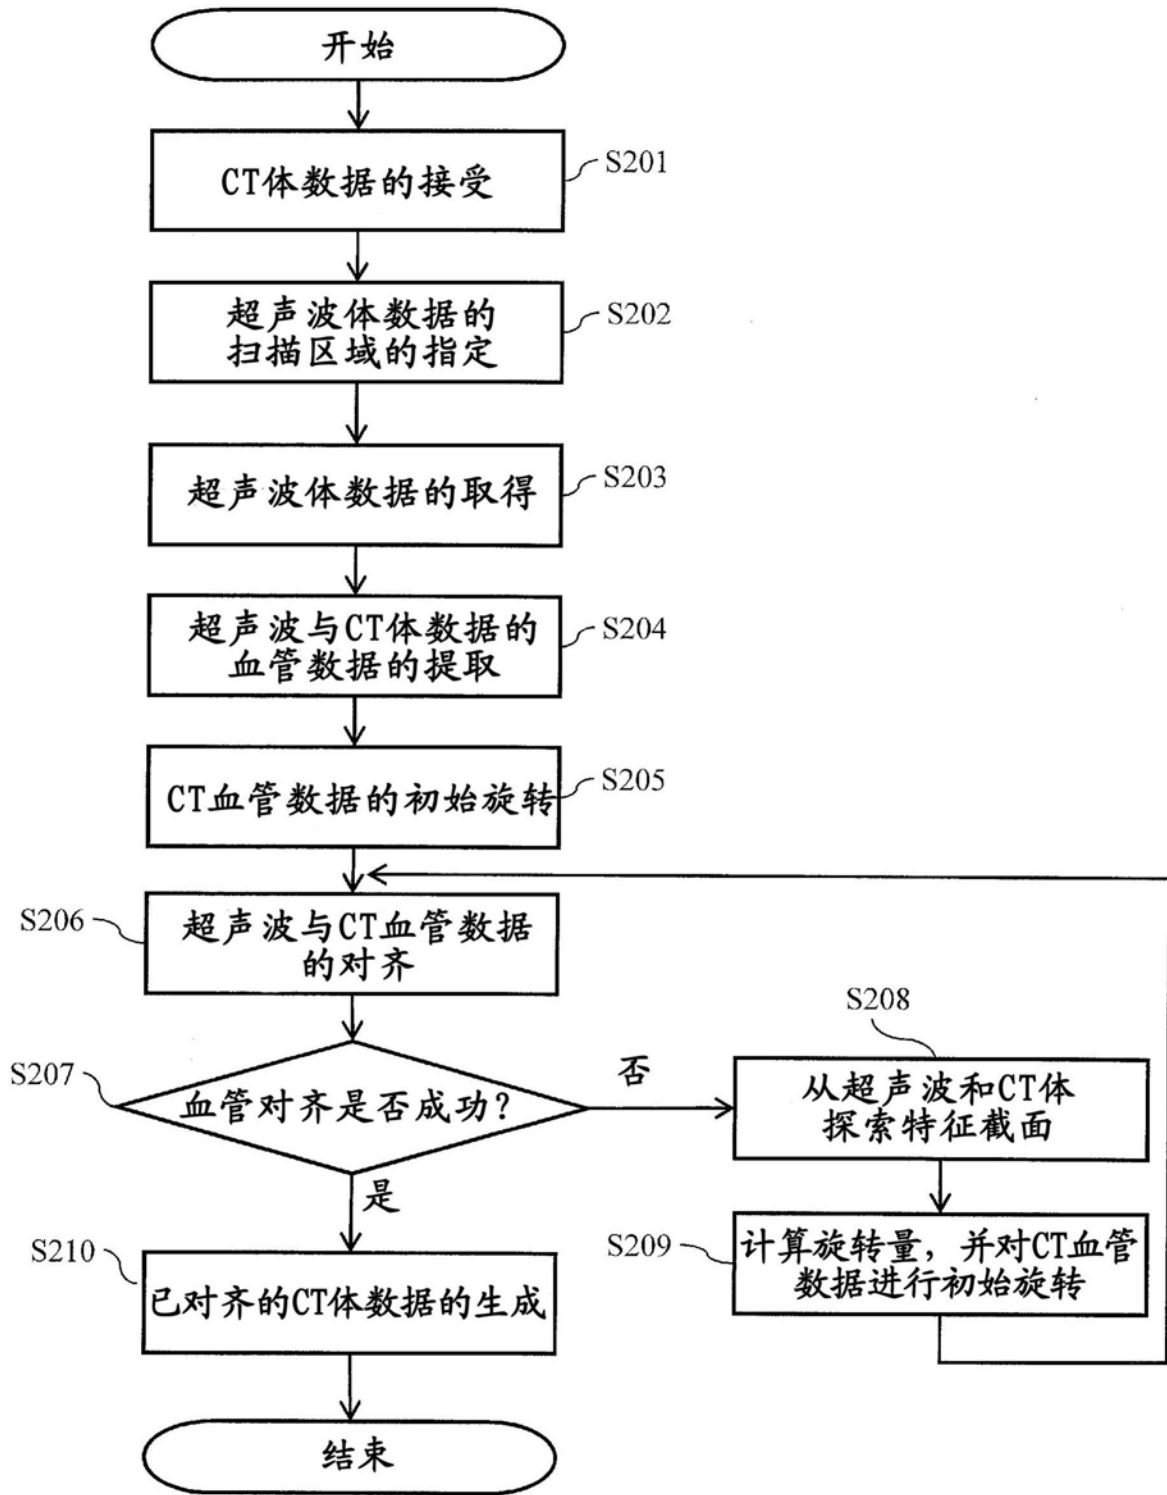 开始
CT体数据的接受
S201
超声波体数据的
扫描区域的指定
S202
超声波体数据的取得
S203
超声波与CT体数据的
血管数据的提取
S204
CT血管数据的初始旋转
S205
S206
超声波与CT血管数据
的对齐
S207
血管对齐是否成功?
否
是
S208
从超声波和CT体
探索特征截面
S209
计算旋转量，并对CT血管
数据进行初始旋转
S210
已对齐的CT体数据的生成
结束